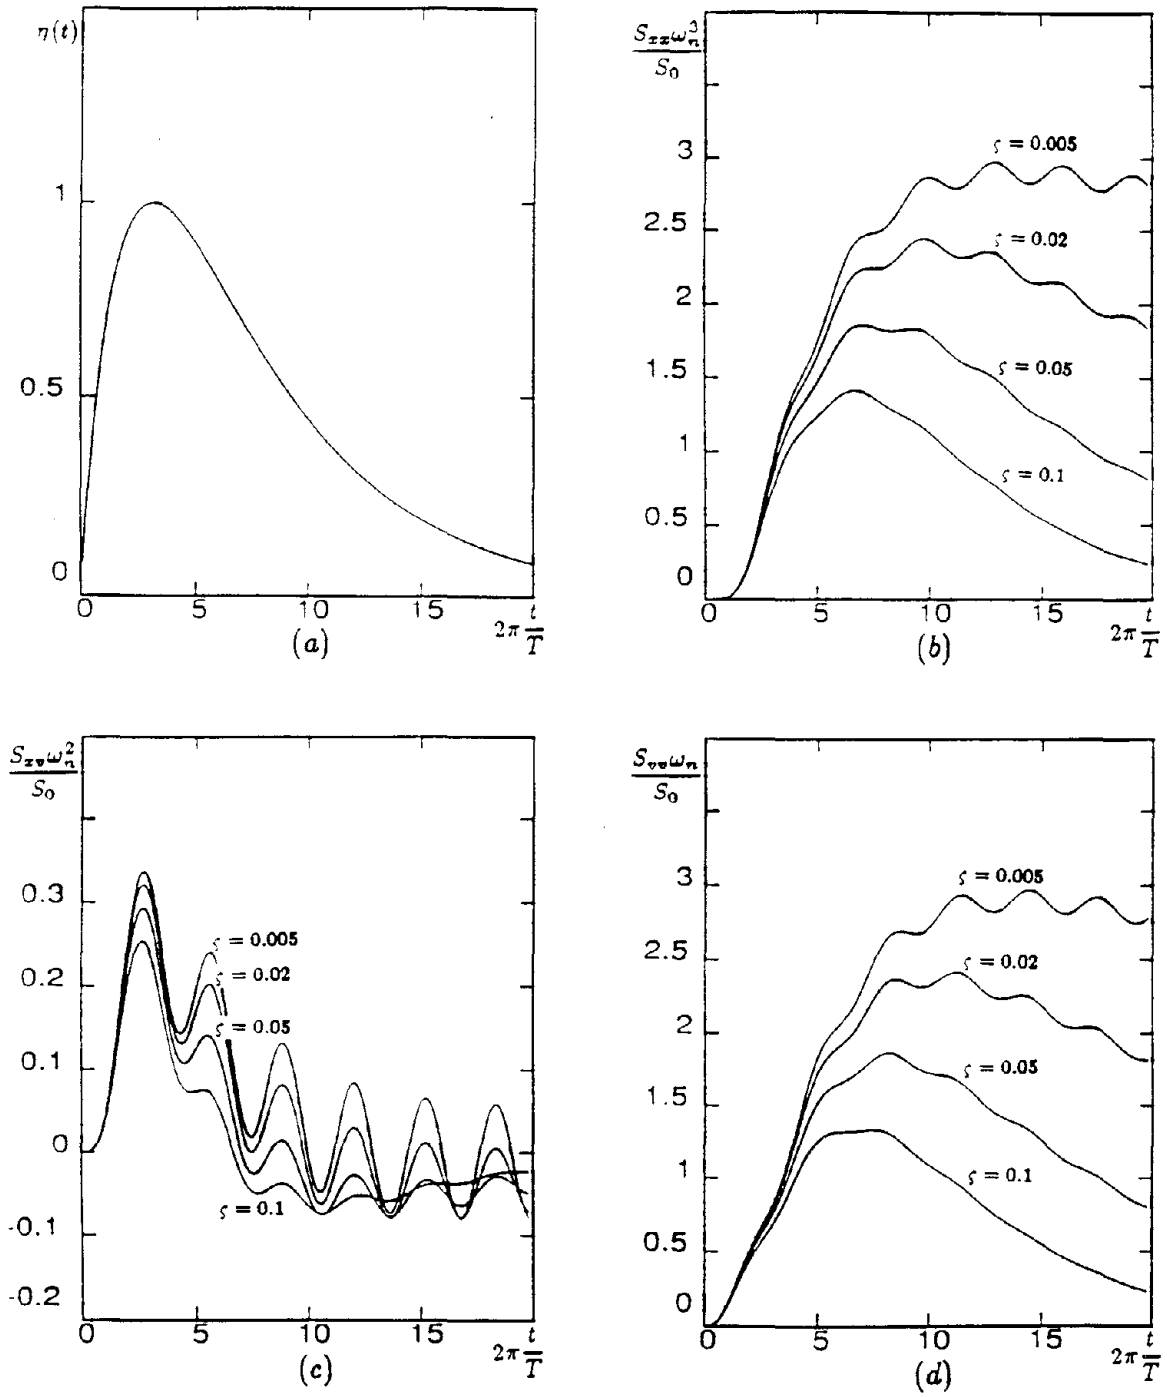 η(t)
1
0.5
0
0 5 10 15
2π t/T
(a)
S_xx ω_n^3 / S_0
3
2.5
2
1.5
1
0.5
0
ζ = 0.005
ζ = 0.02
ζ = 0.05
ζ = 0.1
0 5 10 15
2π t/T
(b)
S_xv ω_n^2 / S_0
0.3
0.2
0.1
0
-0.1
-0.2
ζ = 0.005
ζ = 0.02
ζ = 0.05
ζ = 0.1
0 5 10 15
2π t/T
(c)
S_vv ω_n / S_0
3
2.5
2
1.5
1
0.5
0
ζ = 0.005
ζ = 0.02
ζ = 0.05
ζ = 0.1
0 5 10 15
2π t/T
(d)